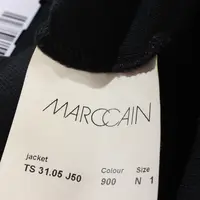 MARCCAIN
jacket Colour Size
TS 31.05 J50 900 N 1